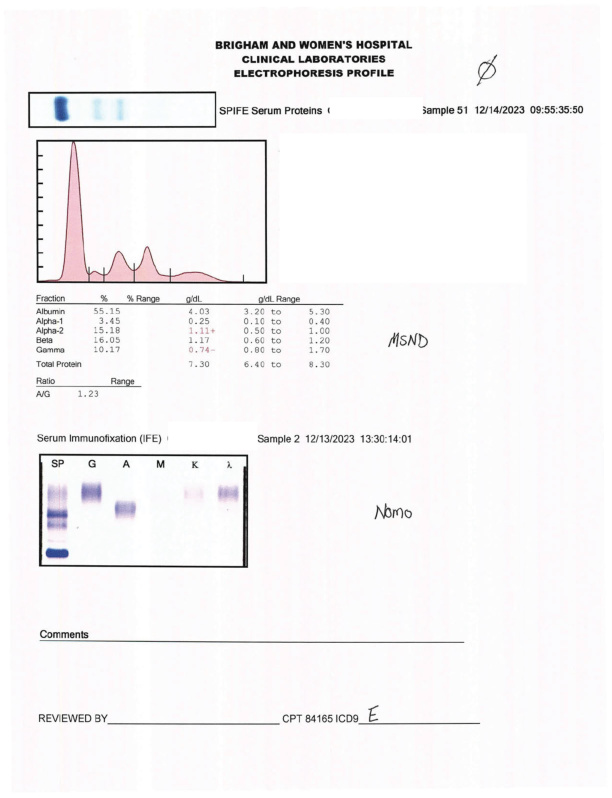 BRIGHAM AND WOMEN'S HOSPITAL
CLINICAL LABORATORIES
ELECTROPHORESIS PROFILE
Ø
SPIFE Serum Proteins
Sample 51 12/14/2023 09:55:35:50
Fraction % % Range g/dL g/dL Range
Albumin 55.15 4.03 3.20 to 5.30
Alpha-1 3.45 0.25 0.10 to 0.40
Alpha-2 15.18 1.11+ 0.50 to 1.00
Beta 16.05 1.17 0.60 to 1.20
Gamma 10.17 0.74- 0.80 to 1.70
Total Protein 7.30 6.40 to 8.30
MSND
Ratio Range
A/G 1.23
Serum Immunofixation (IFE)
Sample 2 12/13/2023 13:30:14:01
SP G A M K λ
Nomo
Comments
REVIEWED BY CPT 84165 ICD9 E